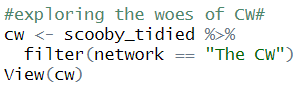 #exploring the woes of CW#
cw <- scooby_tidied %>%
  filter(network == "The CW")
View(cw)